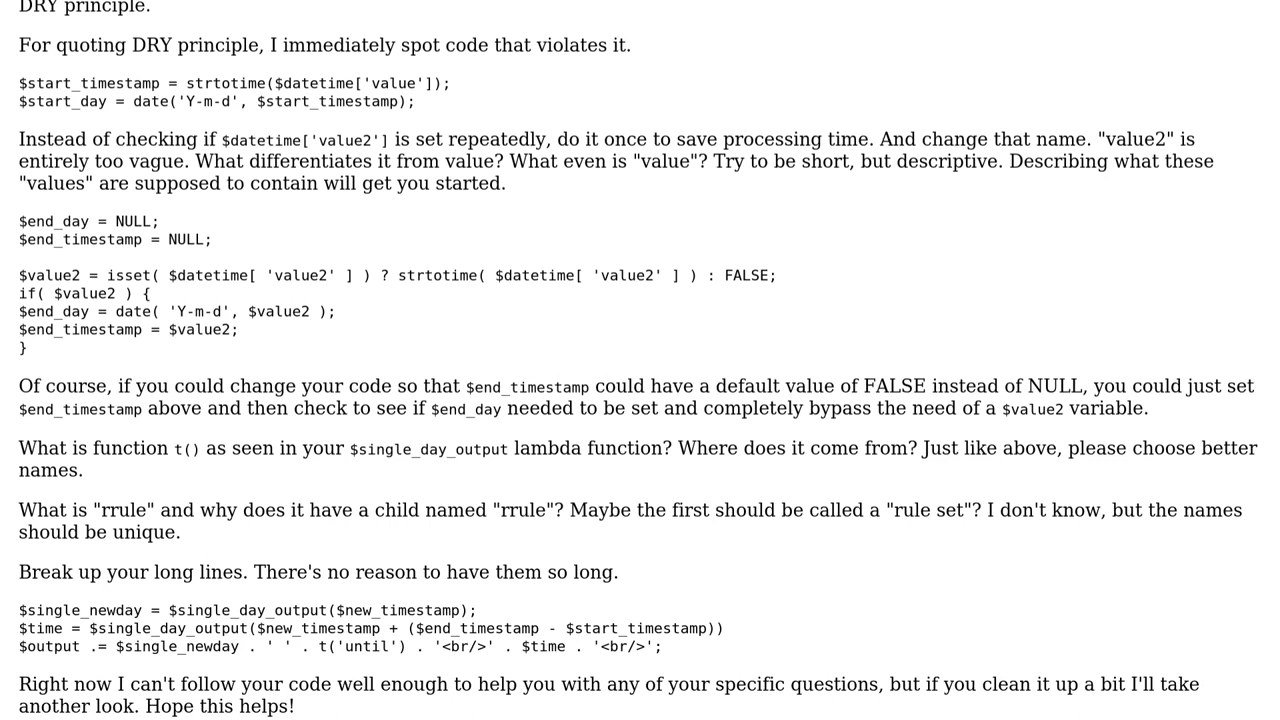 DRY principle.
For quoting DRY principle, I immediately spot code that violates it.
$start_timestamp = strtotime($datetime['value']);
$start_day = date('Y-m-d', $start_timestamp);
Instead of checking if $datetime['value2'] is set repeatedly, do it once to save processing time. And change that name. "value2" is
entirely too vague. What differentiates it from value? What even is "value"? Try to be short, but descriptive. Describing what these
"values" are supposed to contain will get you started.
$end_day = NULL;
$end_timestamp = NULL;
$value2 = isset( $datetime[ 'value2' ] ) ? strtotime( $datetime[ 'value2' ] ) : FALSE;
if( $value2 ) {
$end_day = date( 'Y-m-d', $value2 );
$end_timestamp = $value2;
}
Of course, if you could change your code so that $end_timestamp could have a default value of FALSE instead of NULL, you could just set
$end_timestamp above and then check to see if $end_day needed to be set and completely bypass the need of a $value2 variable.
What is function t() as seen in your $single_day_output lambda function? Where does it come from? Just like above, please choose better
names.
What is "rrule" and why does it have a child named "rrule"? Maybe the first should be called a "rule set"? I don't know, but the names
should be unique.
Break up your long lines. There's no reason to have them so long.
$single_newday = $single_day_output($new_timestamp);
$time = $single_day_output($new_timestamp + ($end_timestamp - $start_timestamp))
$output .= $single_newday . ' ' . t('until') . '<br/>' . $time . '<br/>';
Right now I can't follow your code well enough to help you with any of your specific questions, but if you clean it up a bit I'll take
another look. Hope this helps!